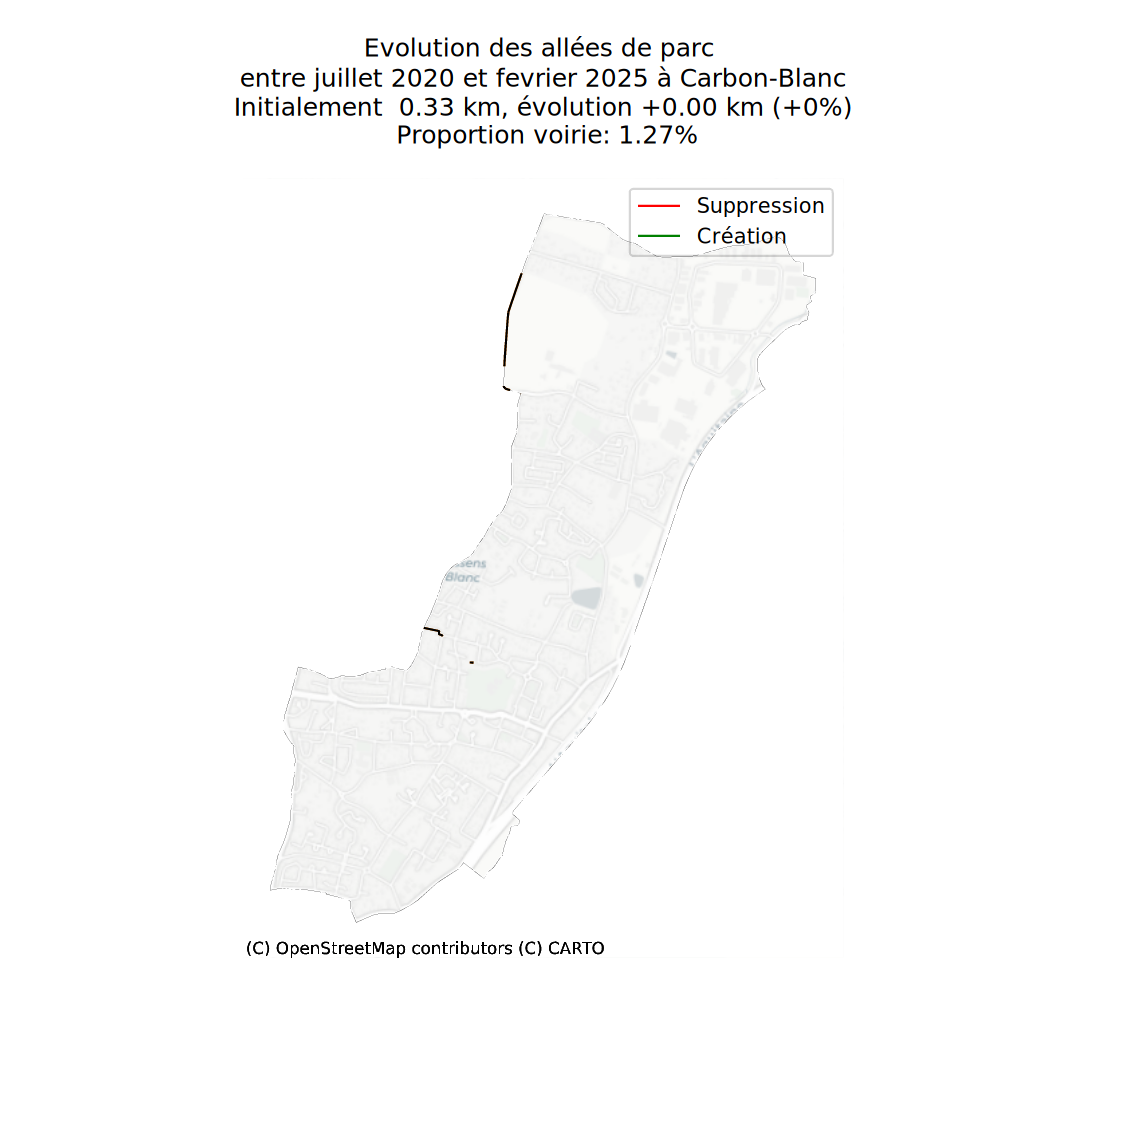 Evolution des allées de parc
entre juillet 2020 et fevrier 2025 à Carbon-Blanc
Initialement  0.33 km, évolution +0.00 km (+0%)
Proportion voirie: 1.27%
Suppression
Création
Blanc
(C) OpenStreetMap contributors (C) CARTO